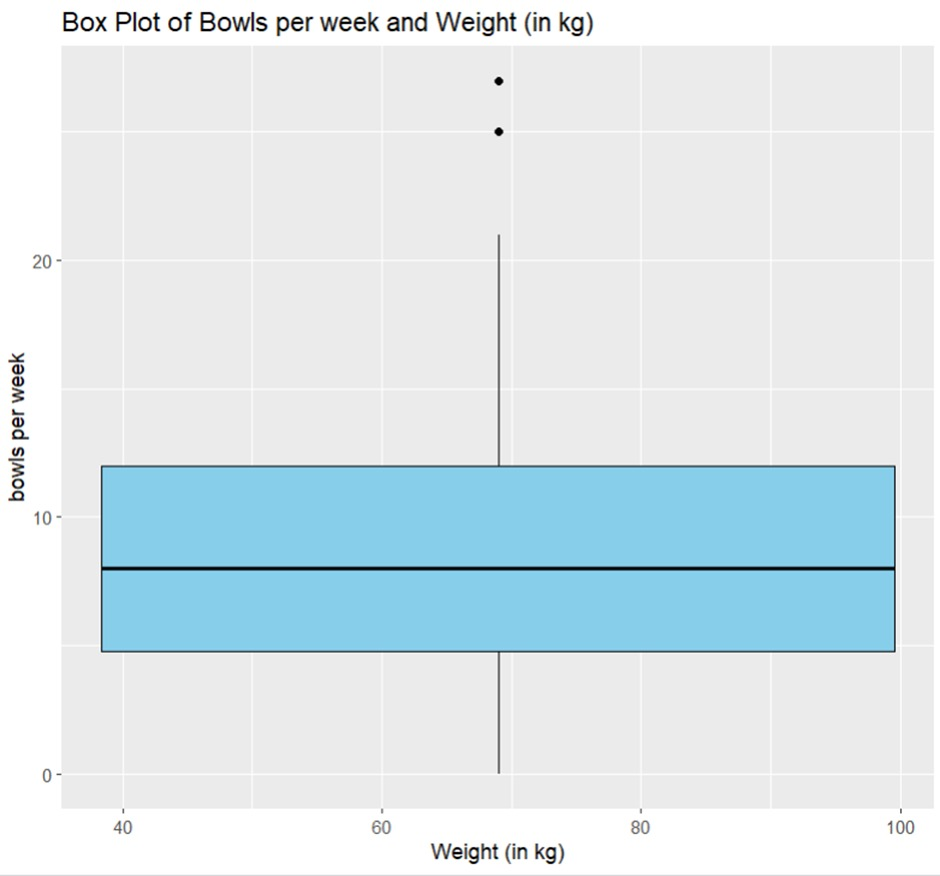 Box Plot of Bowls per week and Weight (in kg)
bowls per week
20
10
0
40 60 80 100
Weight (in kg)